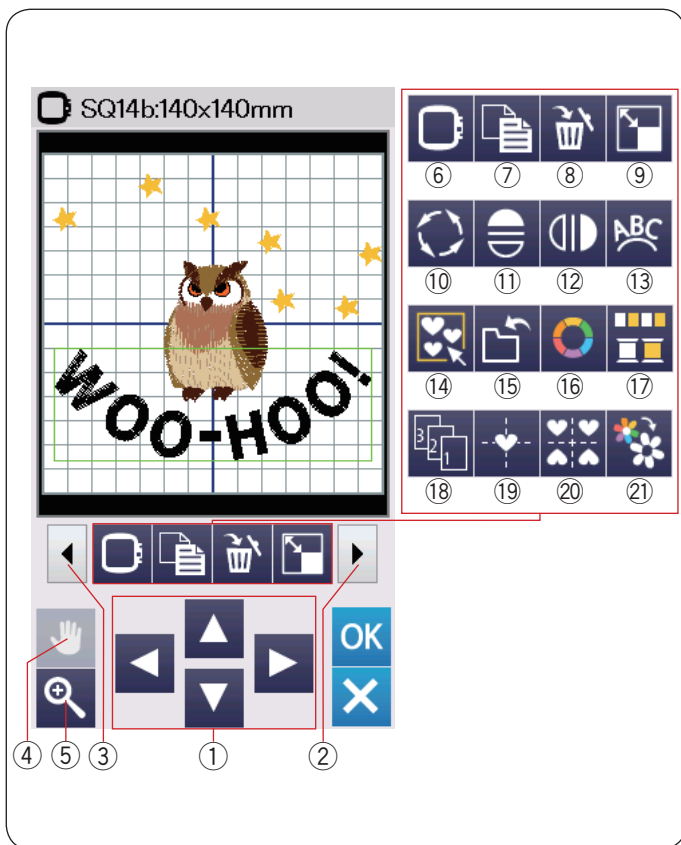 SQ14b:140x140mm
⑥ ⑦ ⑧ ⑨
ABC
⑩ ⑪ ⑫ ⑬
WOO-HOO!
⑭ ⑮ ⑯ ⑰
3 2 1
⑱ ⑲ ⑳ ㉑
OK
④ ⑤ ③ ① ②